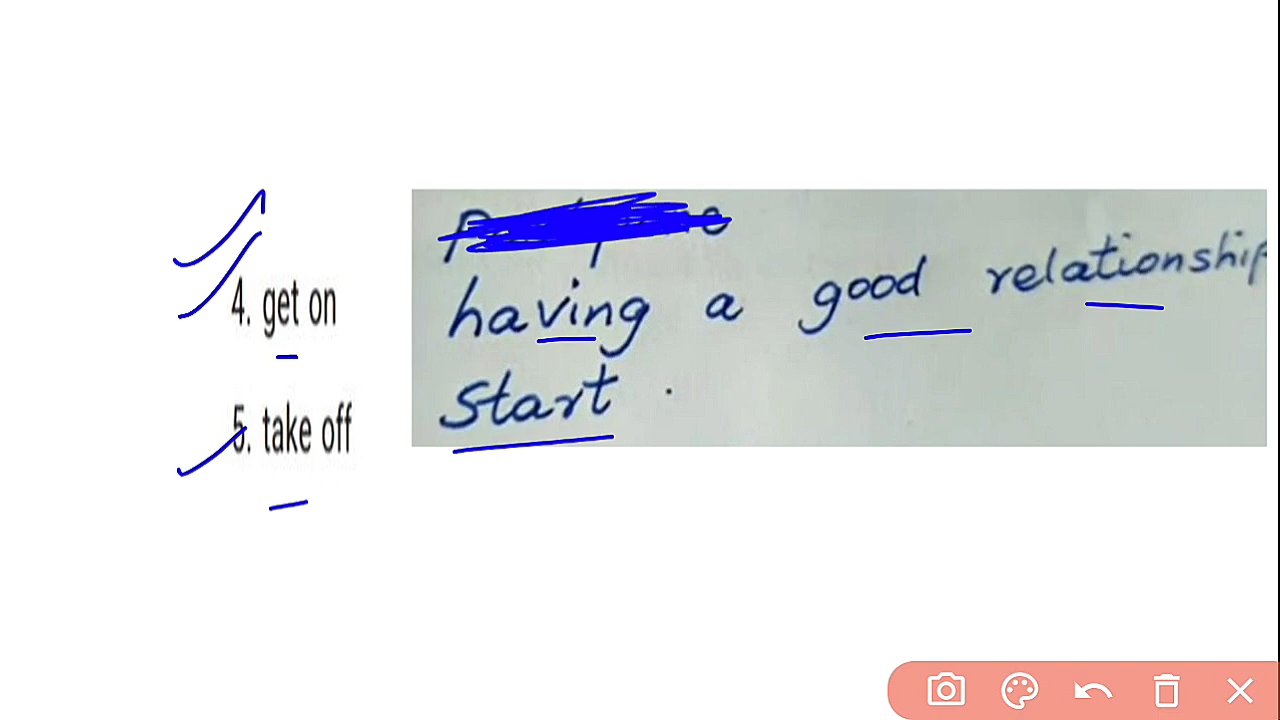 4. get on
having a good relationship
5. take off
start .